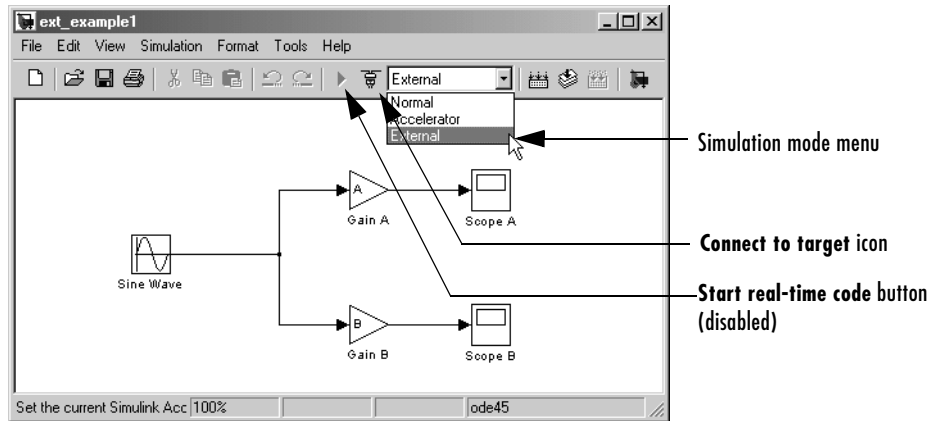 ext_example1
File Edit View Simulation Format Tools Help
External
Normal
Accelerator
External
Simulation mode menu
A
Gain A
Scope A
Connect to target icon
Sine Wave
Start real-time code button
(disabled)
B
Gain B
Scope B
Set the current Simulink Acc 100% ode45